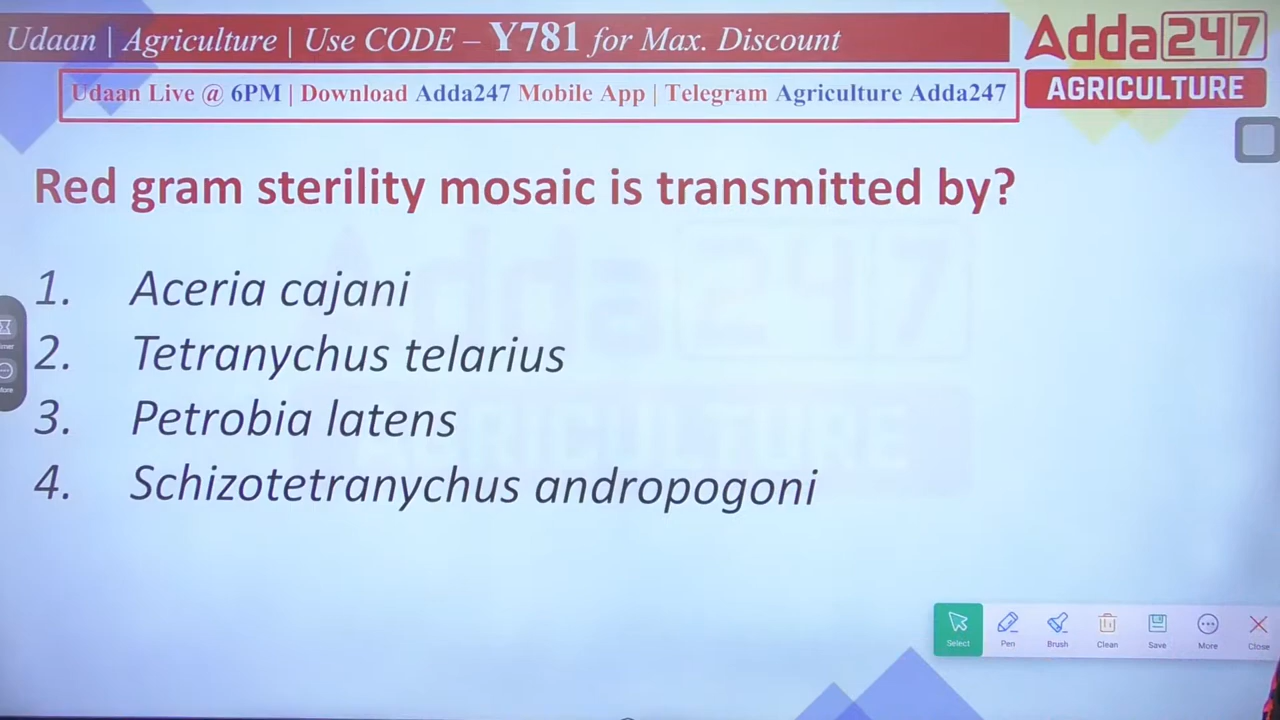 Udaan | Agriculture | Use CODE – Y781 for Max. Discount
Adda247
Udaan Live @ 6PM | Download Adda247 Mobile App | Telegram Agriculture Adda247
AGRICULTURE
Red gram sterility mosaic is transmitted by?
1. Aceria cajani
2. Tetranychus telarius
3. Petrobia latens
4. Schizotetranychus andropogoni
Adda247
AGRICULTURE
Select Pen Brush Clean Save More Close